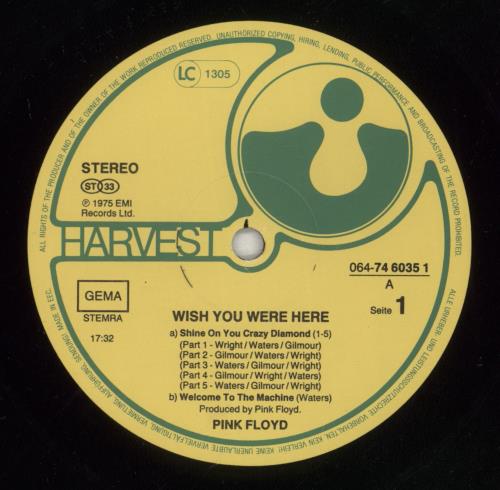 ALL RIGHTS OF THE PRODUCER AND OF THE OWNER OF THE WORK REPRODUCED RESERVED. UNAUTHORIZED COPYING, HIRING, LENDING, PUBLIC PERFORMANCE AND BROADCASTING OF THE RECORD PROHIBITED.
LC 1305
STEREO
ST 33
℗ 1975 EMI
Records Ltd.
HARVEST
064-74 6035 1
A
Seite 1
GEMA
STEMRA
17:32
WISH YOU WERE HERE
a) Shine On You Crazy Diamond (1-5)
(Part 1 - Wright/Waters/Gilmour)
(Part 2 - Gilmour/Waters/Wright)
(Part 3 - Waters/Gilmour/Wright)
(Part 4 - Gilmour/Wright/Waters)
(Part 5 - Waters/Gilmour/Wright)
b) Welcome To The Machine (Waters)
Produced by Pink Floyd.
PINK FLOYD
ALLE URHEBER- UND LEISTUNGSSCHUTZRECHTE VORBEHALTEN. KEIN VERLEIH! KEINE UNERLAUBTE VERVIELFÄLTIGUNG, VERMIETUNG, AUFFÜHRUNG, SENDUNG! MADE IN EEC.